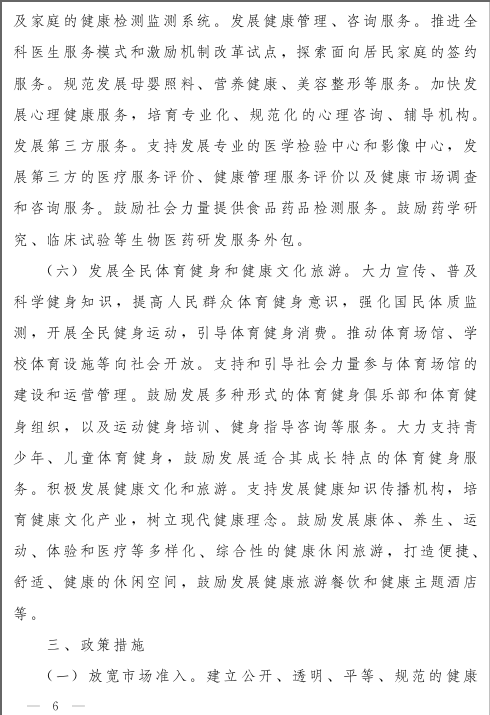 及家庭的健康检测监测系统。发展健康管理、咨询服务。推进全
科医生服务模式和激励机制改革试点，探索面向居民家庭的签约
服务。规范发展母婴照料、营养健康、美容整形等服务。加快发
展心理健康服务，培育专业化、规范化的心理咨询、辅导机构。
发展第三方服务。支持发展专业的医学检验中心和影像中心，发
展第三方的医疗服务评价、健康管理服务评价以及健康市场调查
和咨询服务。鼓励社会力量提供食品药品检测服务。鼓励药学研
究、临床试验等生物医药研发服务外包。
（六）发展全民体育健身和健康文化旅游。大力宣传、普及
科学健身知识，提高人民群众体育健身意识，强化国民体质监
测，开展全民健身运动，引导体育健身消费。推动体育场馆、学
校体育设施等向社会开放。支持和引导社会力量参与体育场馆的
建设和运营管理。鼓励发展多种形式的体育健身俱乐部和体育健
身组织，以及运动健身培训、健身指导咨询等服务。大力支持青
少年、儿童体育健身，鼓励发展适合其成长特点的体育健身服
务。积极发展健康文化和旅游。支持发展健康知识传播机构，培
育健康文化产业，树立现代健康理念。鼓励发展康体、养生、运
动、体验和医疗等多样化、综合性的健康休闲旅游，打造便捷、
舒适、健康的休闲空间，鼓励发展健康旅游餐饮和健康主题酒店
等。
三、政策措施
（一）放宽市场准入。建立公开、透明、平等、规范的健康
— 6 —